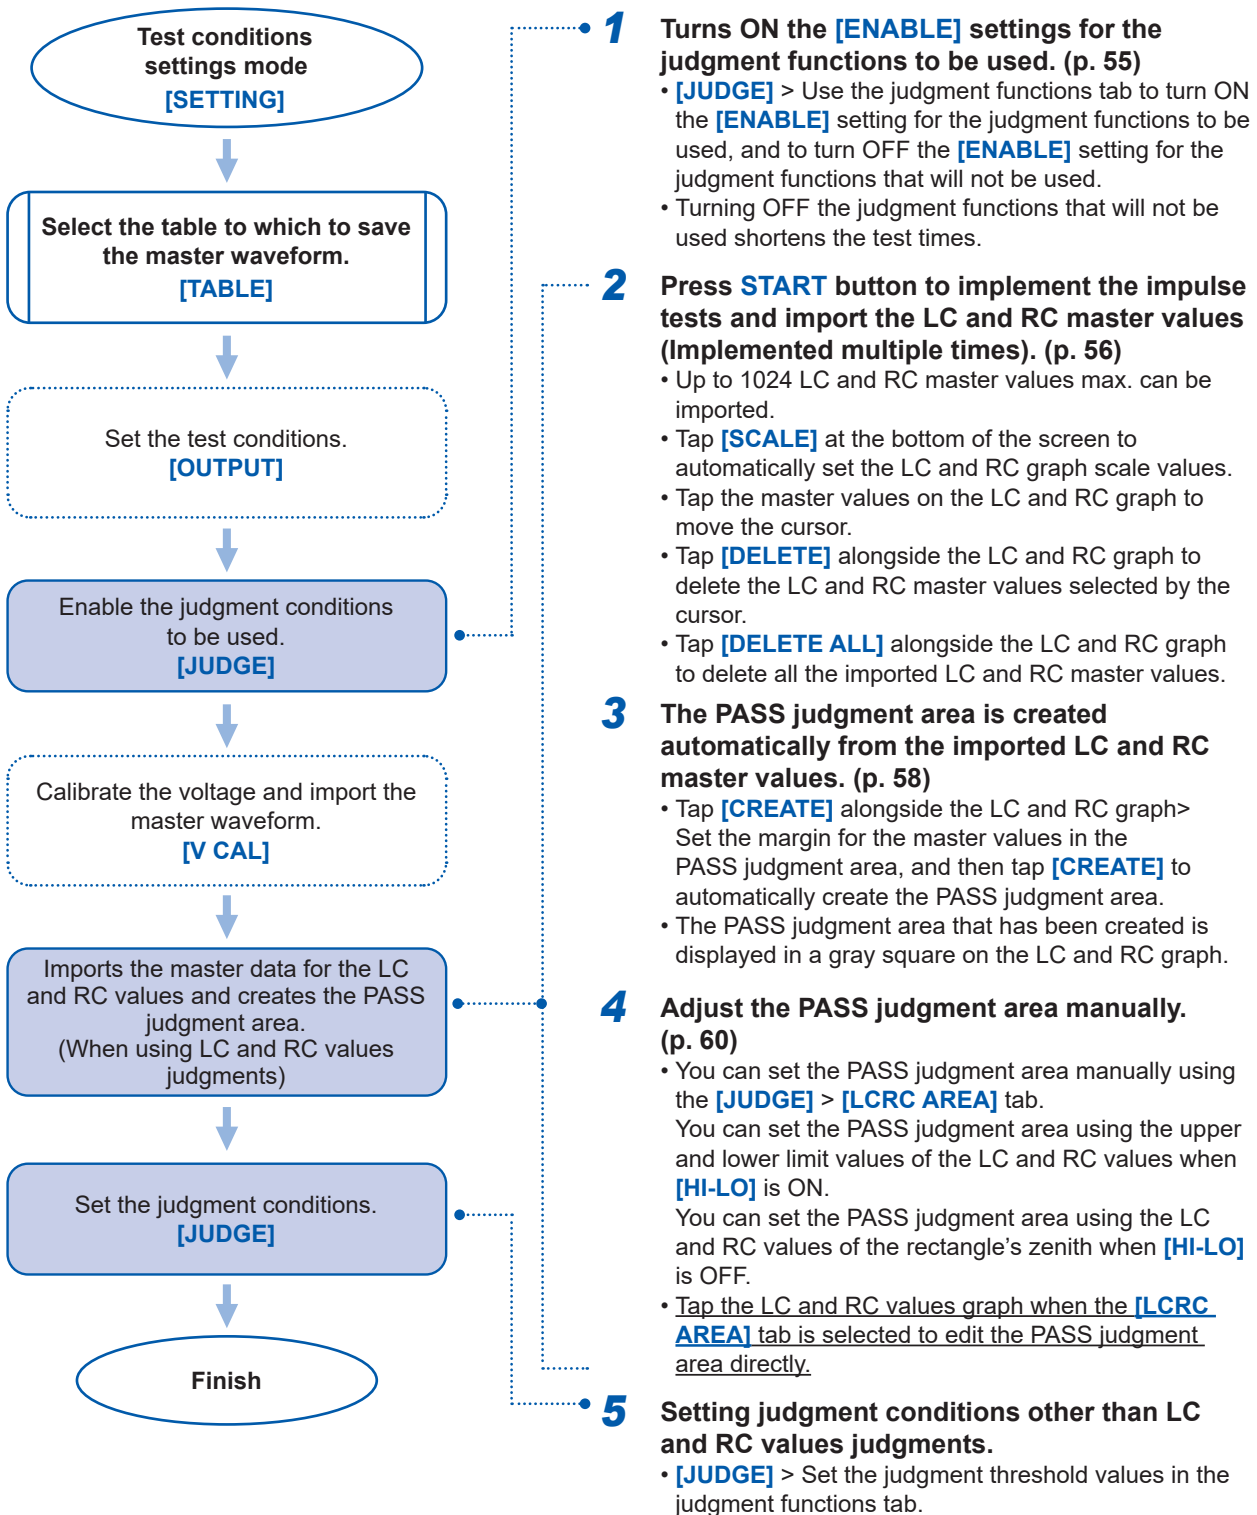 Test conditions
settings mode
[SETTING]
Select the table to which to save
the master waveform.
[TABLE]
Set the test conditions.
[OUTPUT]
Enable the judgment conditions
to be used.
[JUDGE]
Calibrate the voltage and import the
master waveform.
[V CAL]
Imports the master data for the LC
and RC values and creates the PASS
judgment area.
(When using LC and RC values
judgments)
Set the judgment conditions.
[JUDGE]
Finish
1 Turns ON the [ENABLE] settings for the
judgment functions to be used. (p. 55)
• [JUDGE] > Use the judgment functions tab to turn ON
the [ENABLE] setting for the judgment functions to be
used, and to turn OFF the [ENABLE] setting for the
judgment functions that will not be used.
• Turning OFF the judgment functions that will not be
used shortens the test times.
2 Press START button to implement the impulse
tests and import the LC and RC master values
(Implemented multiple times). (p. 56)
• Up to 1024 LC and RC master values max. can be
imported.
• Tap [SCALE] at the bottom of the screen to
automatically set the LC and RC graph scale values.
• Tap the master values on the LC and RC graph to
move the cursor.
• Tap [DELETE] alongside the LC and RC graph to
delete the LC and RC master values selected by the
cursor.
• Tap [DELETE ALL] alongside the LC and RC graph
to delete all the imported LC and RC master values.
3 The PASS judgment area is created
automatically from the imported LC and RC
master values. (p. 58)
• Tap [CREATE] alongside the LC and RC graph>
Set the margin for the master values in the
PASS judgment area, and then tap [CREATE] to
automatically create the PASS judgment area.
• The PASS judgment area that has been created is
displayed in a gray square on the LC and RC graph.
4 Adjust the PASS judgment area manually.
(p. 60)
• You can set the PASS judgment area manually using
the [JUDGE] > [LCRC AREA] tab.
You can set the PASS judgment area using the upper
and lower limit values of the LC and RC values when
[HI-LO] is ON.
You can set the PASS judgment area using the LC
and RC values of the rectangle's zenith when [HI-LO]
is OFF.
• Tap the LC and RC values graph when the [LCRC
AREA] tab is selected to edit the PASS judgment
area directly.
5 Setting judgment conditions other than LC
and RC values judgments.
• [JUDGE] > Set the judgment threshold values in the
judgment functions tab.